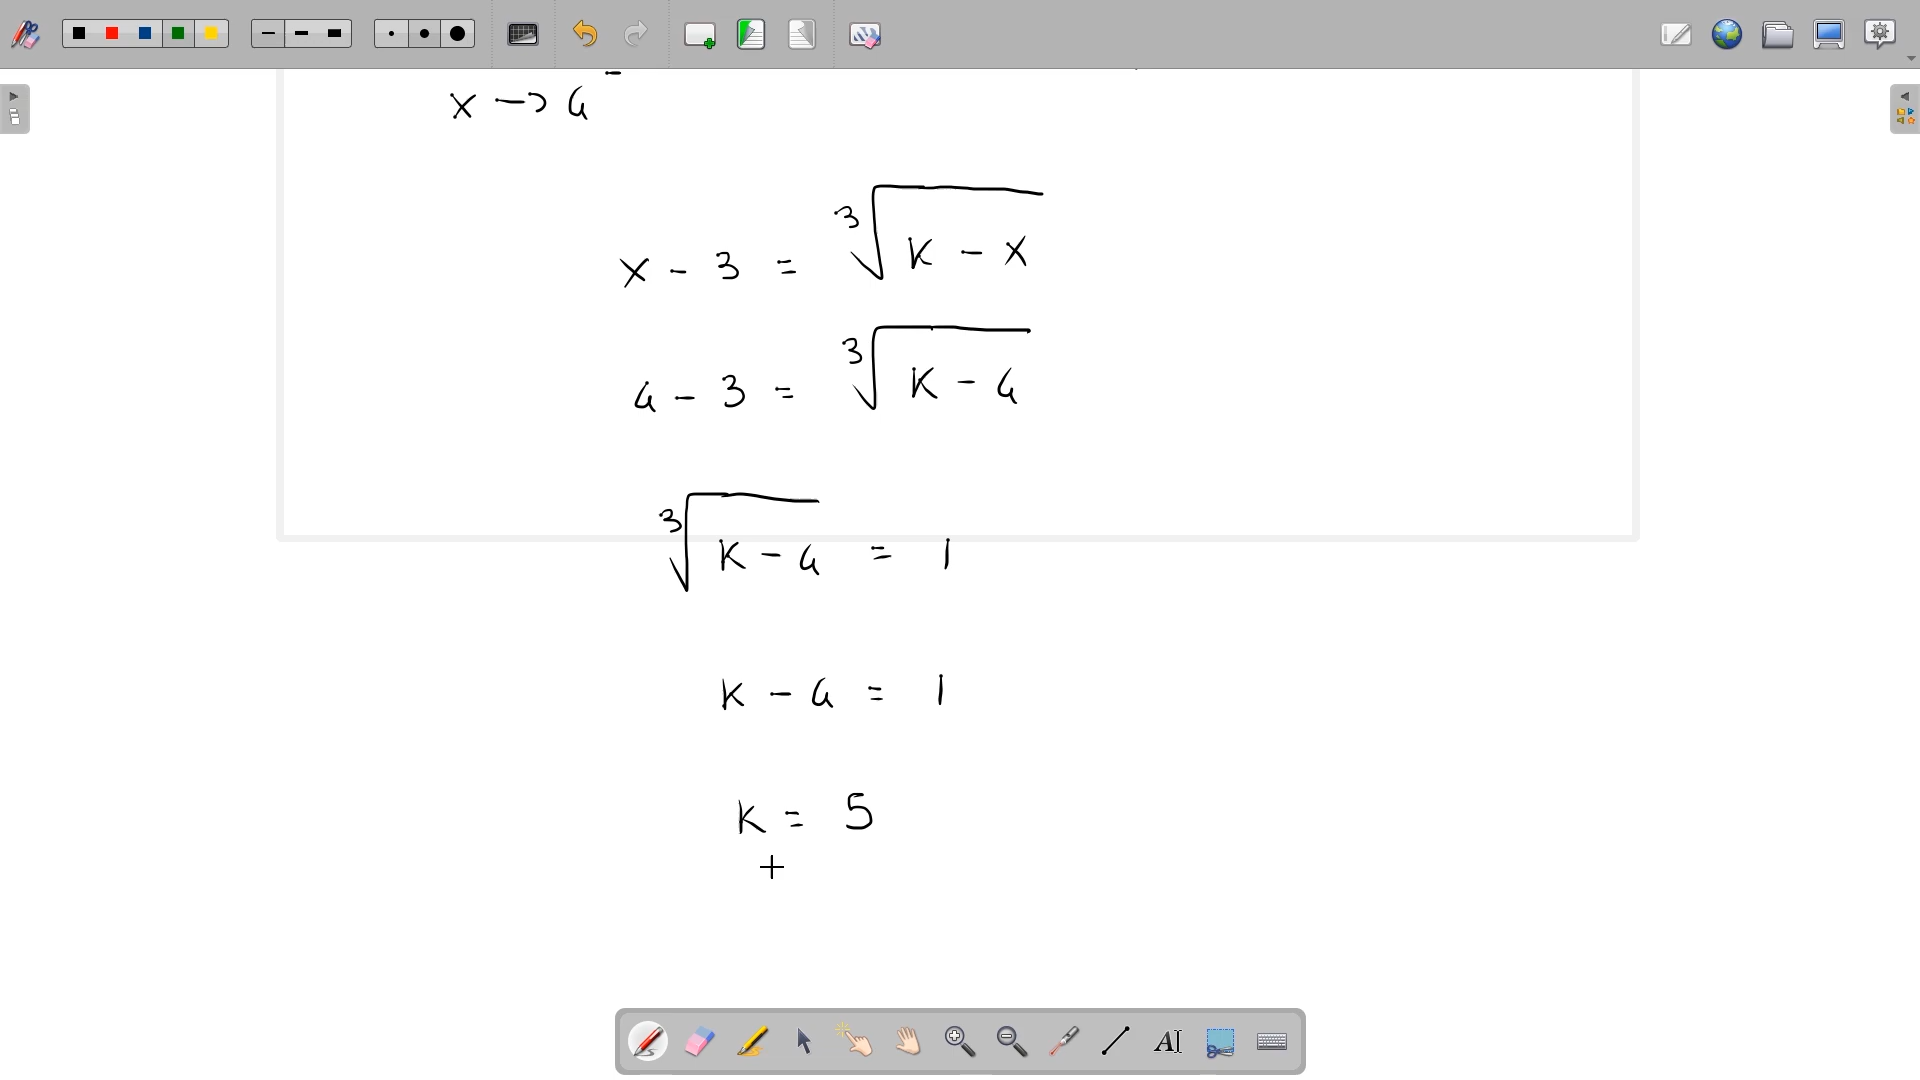 x → 4⁻
x - 3 = ∛(k - x)
4 - 3 = ∛(k - 4)
∛(k - 4) = 1
k - 4 = 1
k = 5